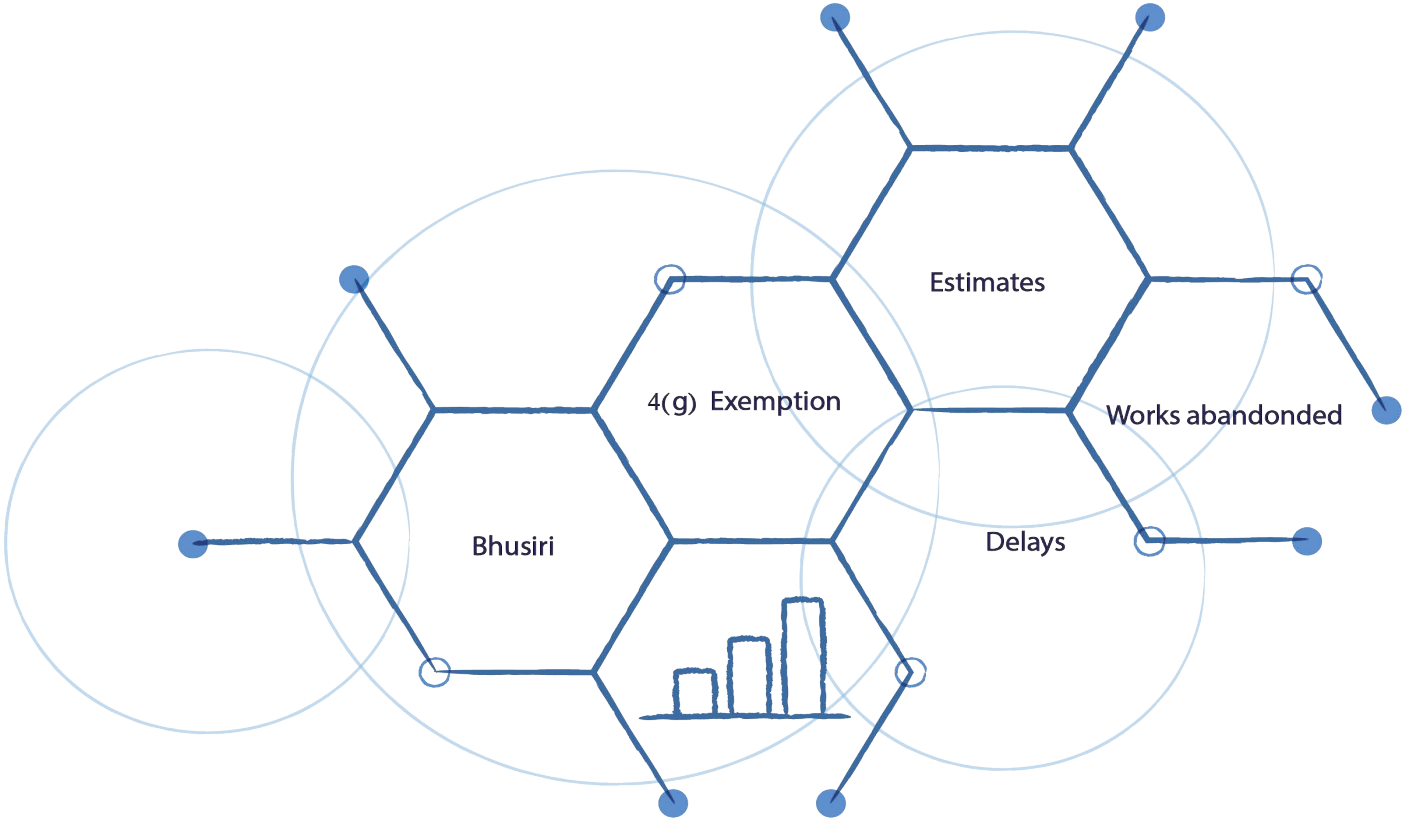 Estimates
4(g) Exemption
Works abandonded
Bhusiri
Delays